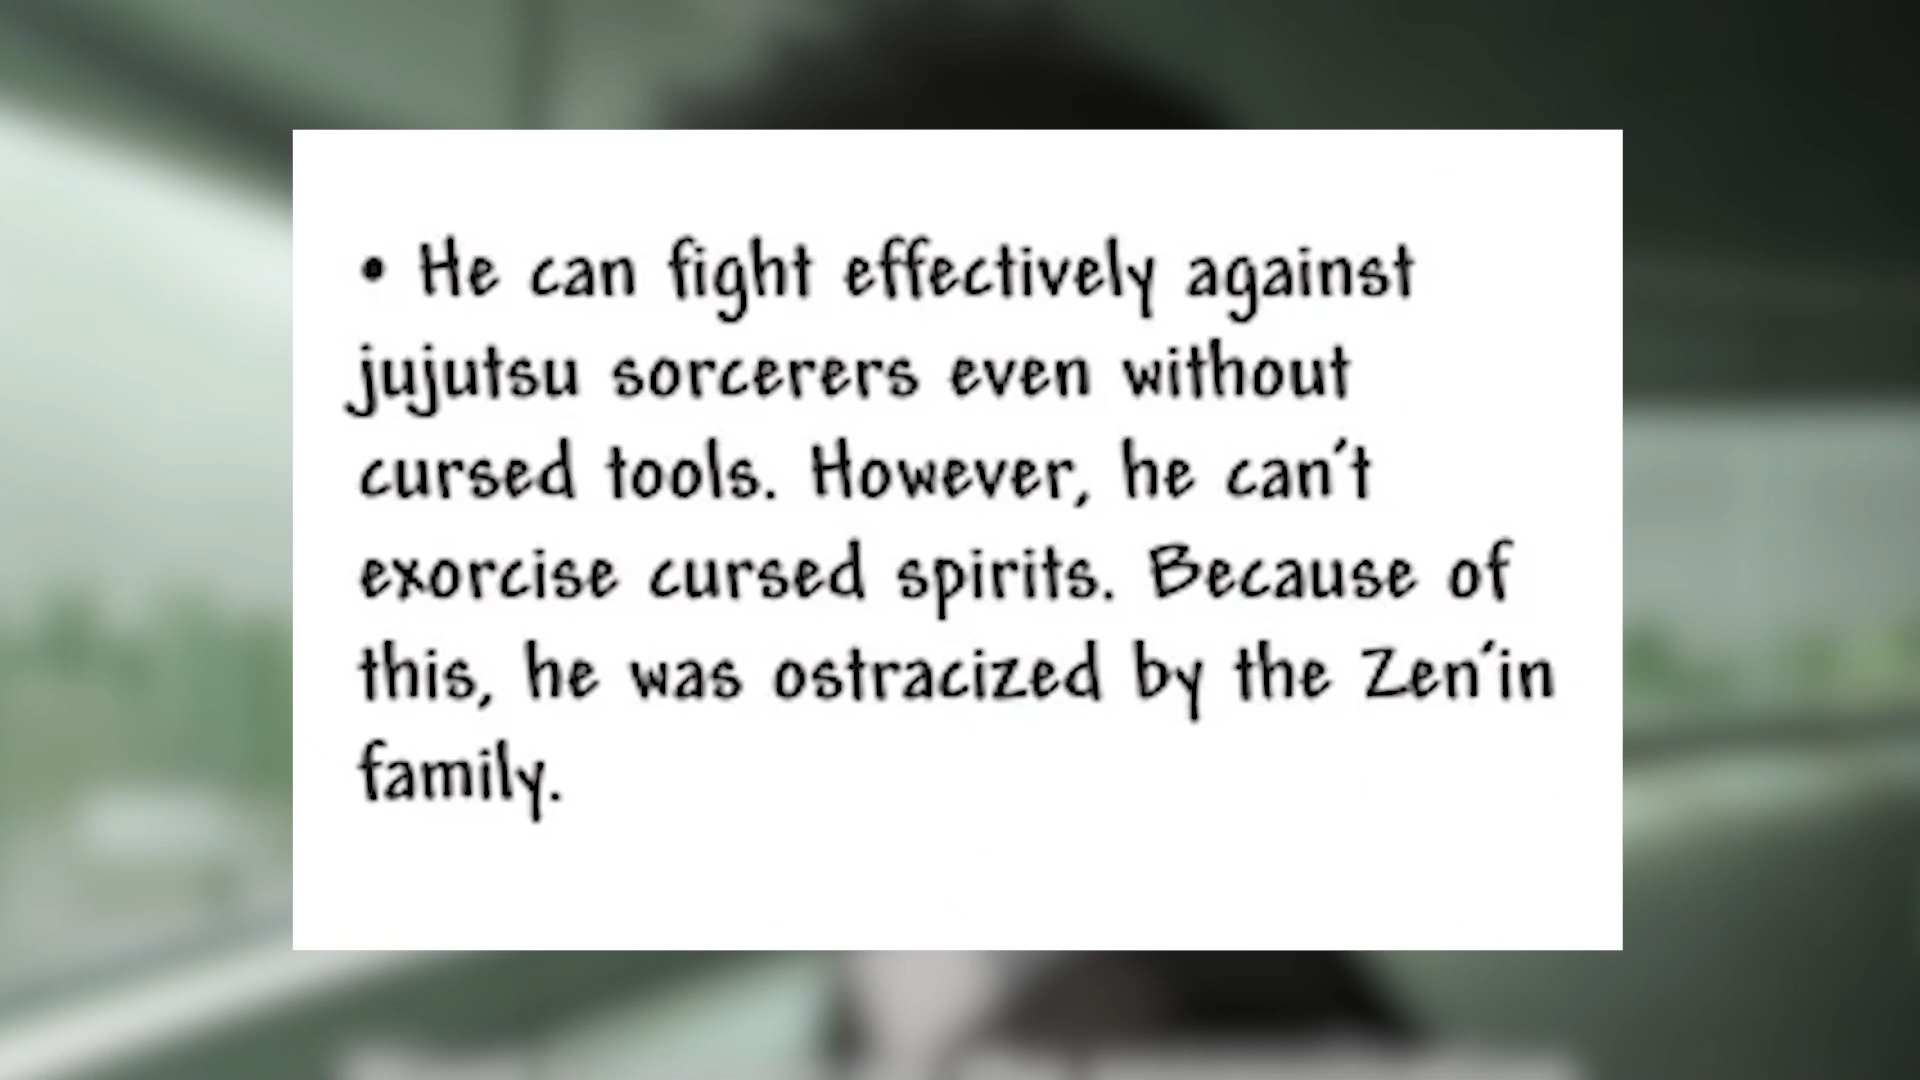 • He can fight effectively against
jujutsu sorcerers even without
cursed tools. However, he can't
exorcise cursed spirits. Because of
this, he was ostracized by the Zen'in
family.